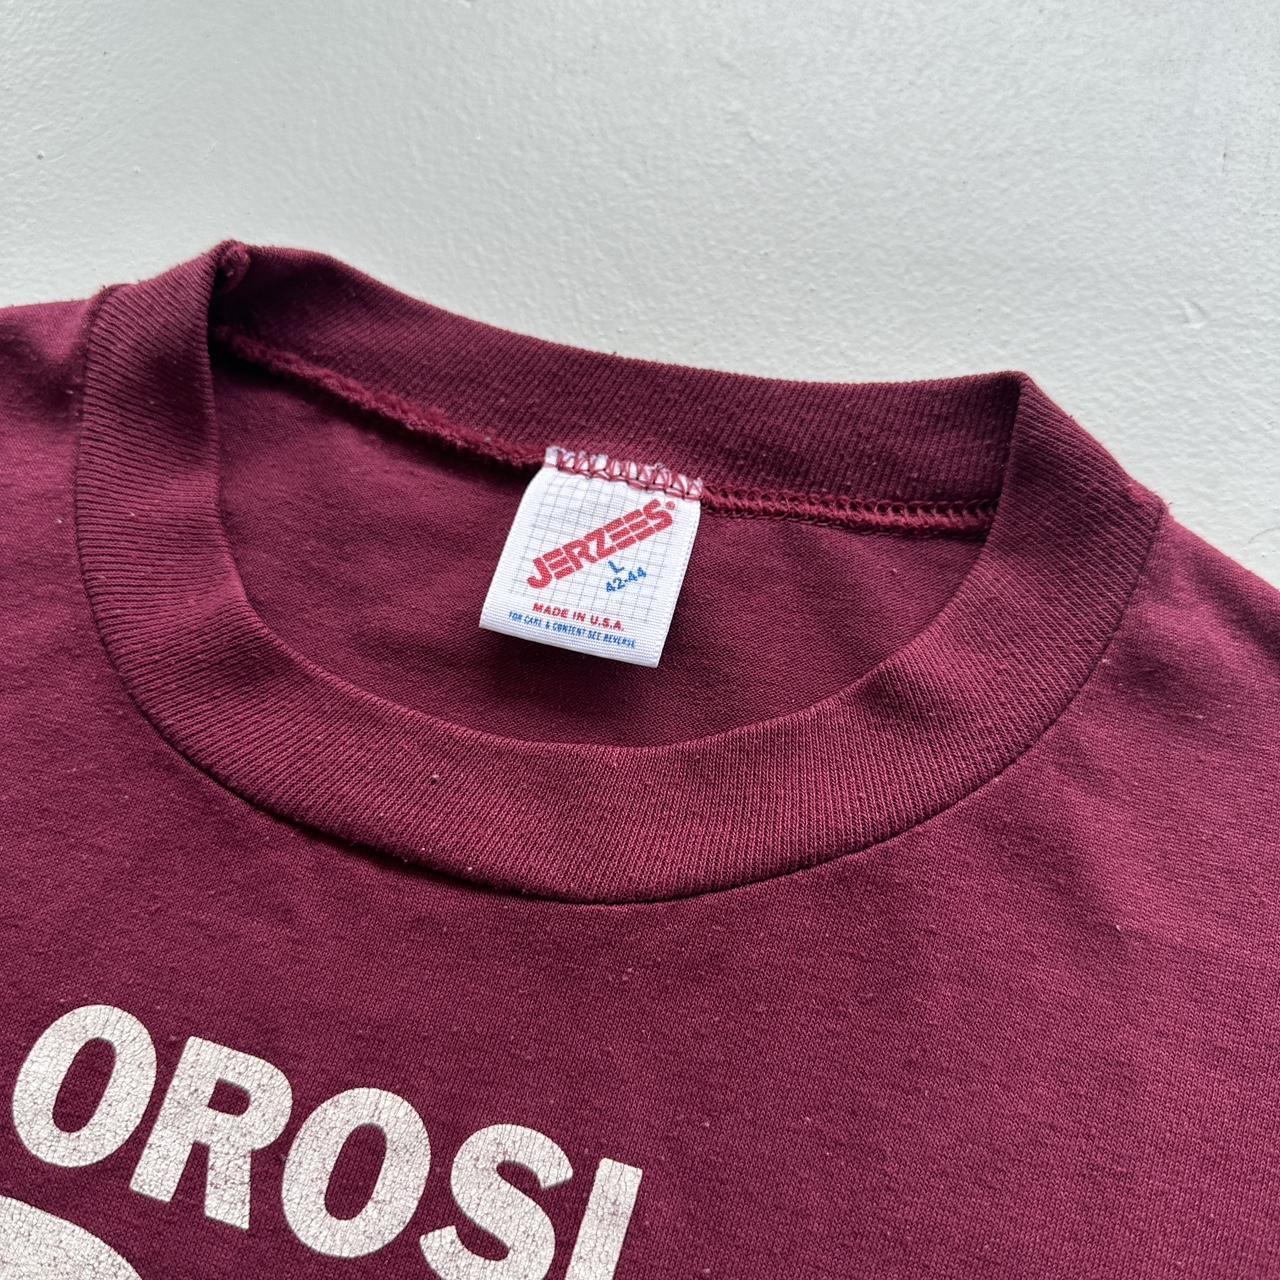 JERZEES®
L
42-44
MADE IN U.S.A.
FOR CARE & CONTENT SEE REVERSE
OROSI